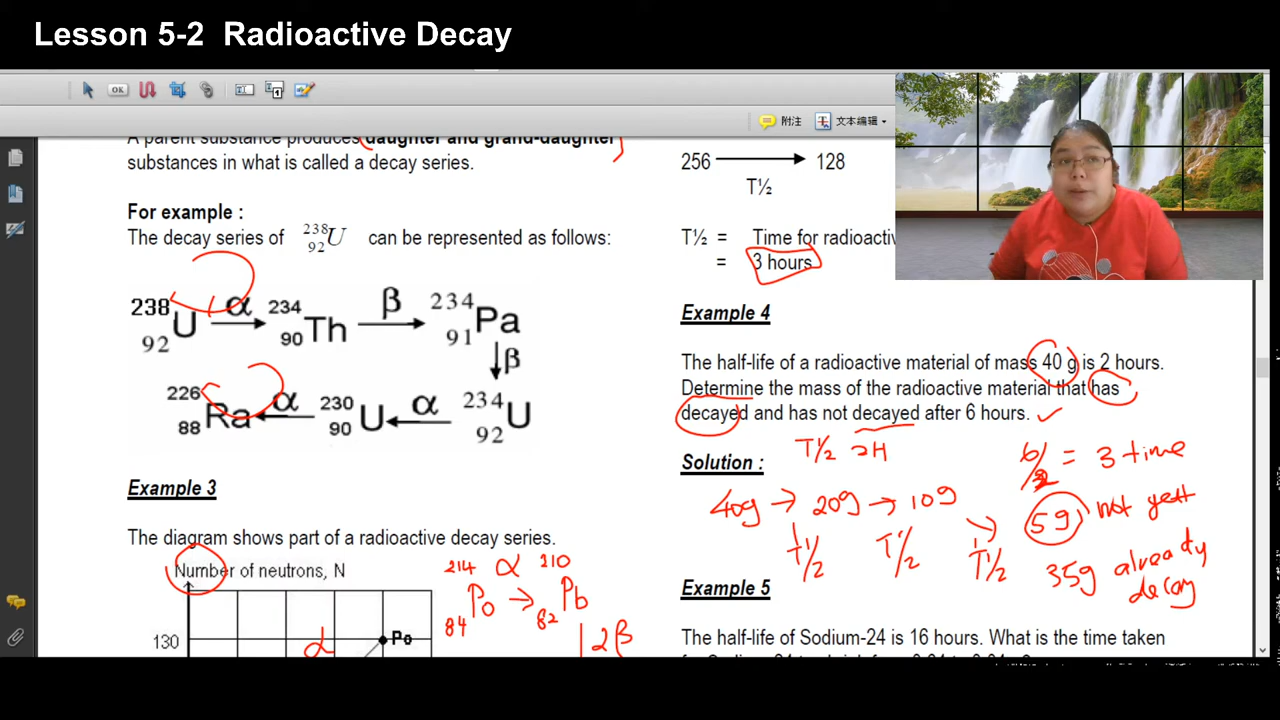 Lesson 5-2 Radioactive Decay
OK
附注
文本编辑
A parent substance produces daughter and grand-daughter
substances in what is called a decay series.
For example :
The decay series of 238 92 U can be represented as follows:
238 92 U α 234 90 Th β 234 91 Pa
β
226 88 Ra α 230 90 U α 234 92 U
Example 3
The diagram shows part of a radioactive decay series.
Number of neutrons, N
130
Po
α
214 84 Po α → 210 82 Pb
2β
256 128
T½
T½ = Time for radioactiv
= 3 hours
Example 4
The half-life of a radioactive material of mass 40 g is 2 hours.
Determine the mass of the radioactive material that has
decayed and has not decayed after 6 hours.
T½ 2H
Solution :
6/2 = 3 time
40g → 20g → 10g → 5g not yet
T½ T½ T½
35g already
decay
Example 5
The half-life of Sodium-24 is 16 hours. What is the time taken